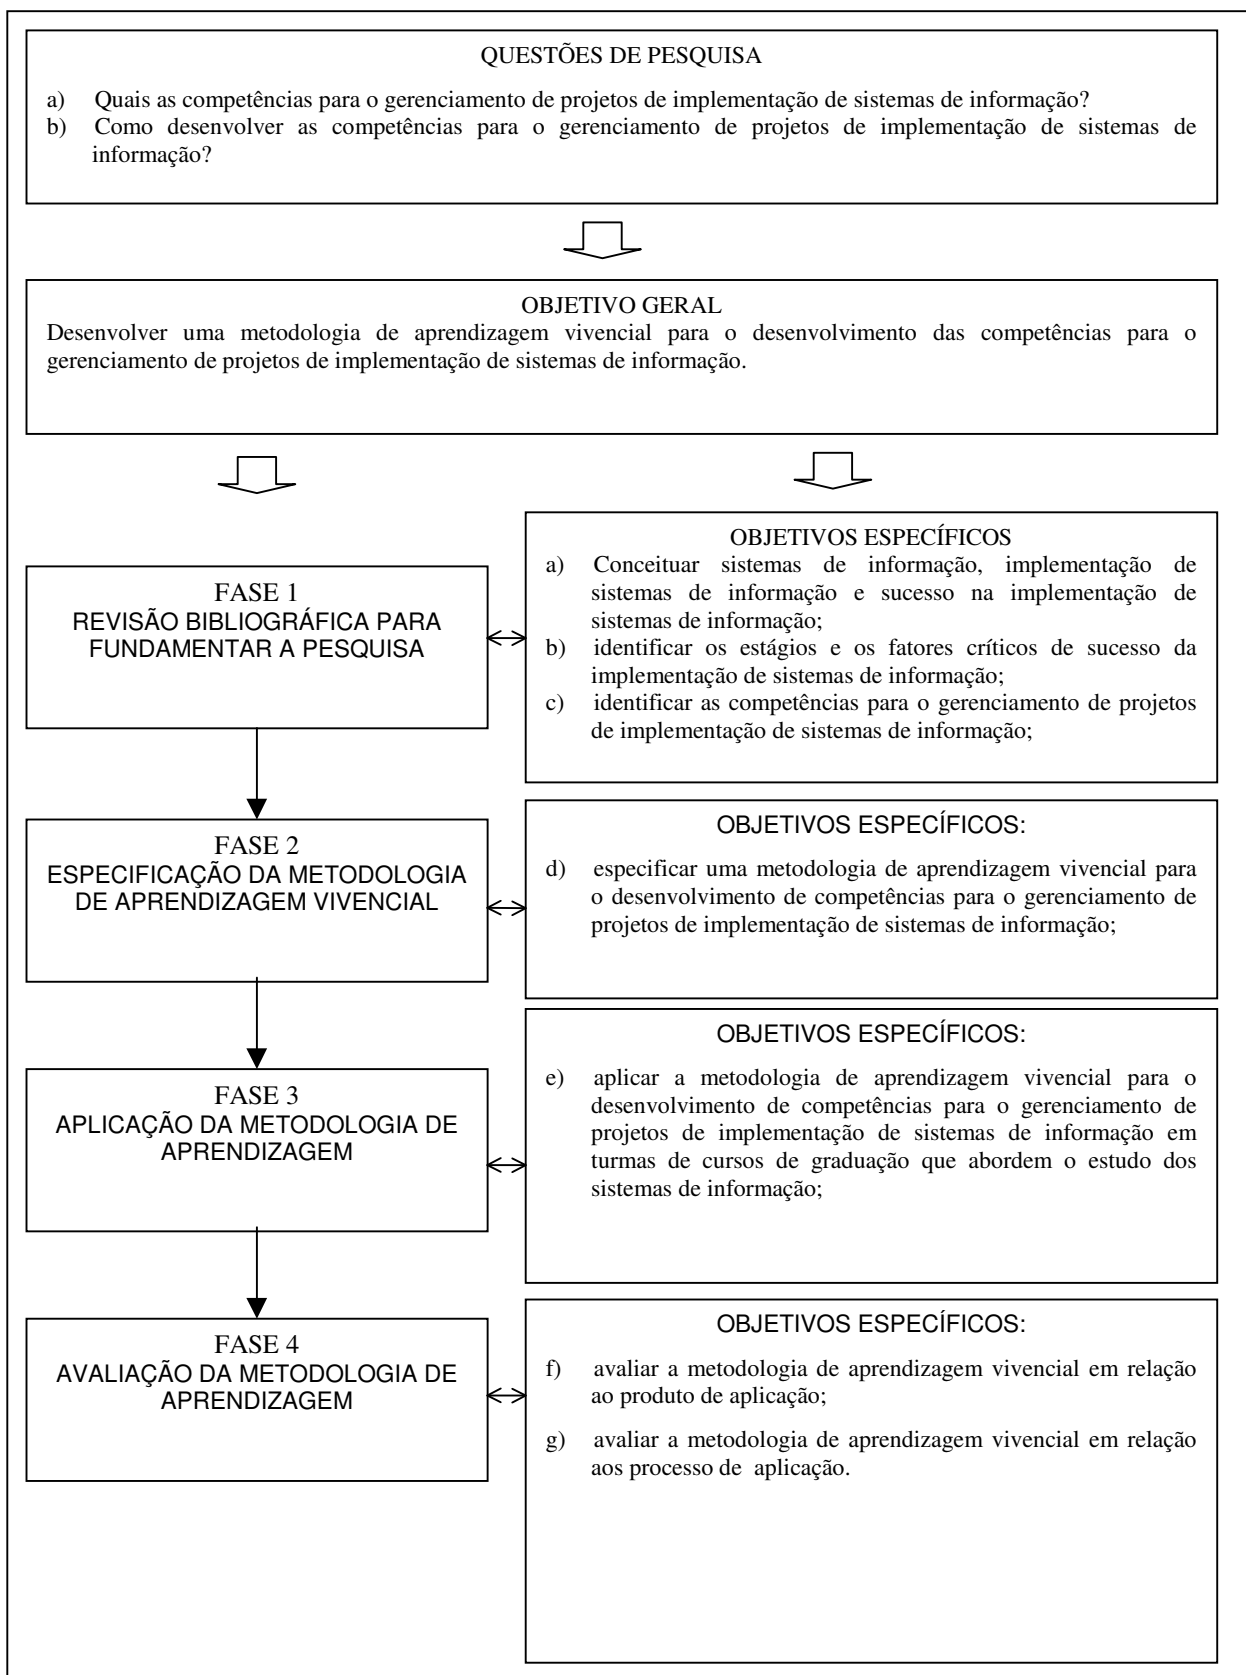 QUESTÕES DE PESQUISA
a) Quais as competências para o gerenciamento de projetos de implementação de sistemas de informação?
b) Como desenvolver as competências para o gerenciamento de projetos de implementação de sistemas de
informação?
OBJETIVO GERAL
Desenvolver uma metodologia de aprendizagem vivencial para o desenvolvimento das competências para o
gerenciamento de projetos de implementação de sistemas de informação.
FASE 1
REVISÃO BIBLIOGRÁFICA PARA
FUNDAMENTAR A PESQUISA
OBJETIVOS ESPECÍFICOS
a) Conceituar sistemas de informação, implementação de
sistemas de informação e sucesso na implementação de
sistemas de informação;
b) identificar os estágios e os fatores críticos de sucesso da
implementação de sistemas de informação;
c) identificar as competências para o gerenciamento de projetos
de implementação de sistemas de informação;
FASE 2
ESPECIFICAÇÃO DA METODOLOGIA
DE APRENDIZAGEM VIVENCIAL
OBJETIVOS ESPECÍFICOS:
d) especificar uma metodologia de aprendizagem vivencial para
o desenvolvimento de competências para o gerenciamento de
projetos de implementação de sistemas de informação;
FASE 3
APLICAÇÃO DA METODOLOGIA DE
APRENDIZAGEM
OBJETIVOS ESPECÍFICOS:
e) aplicar a metodologia de aprendizagem vivencial para o
desenvolvimento de competências para o gerenciamento de
projetos de implementação de sistemas de informação em
turmas de cursos de graduação que abordem o estudo dos
sistemas de informação;
FASE 4
AVALIAÇÃO DA METODOLOGIA DE
APRENDIZAGEM
OBJETIVOS ESPECÍFICOS:
f) avaliar a metodologia de aprendizagem vivencial em relação
ao produto de aplicação;
g) avaliar a metodologia de aprendizagem vivencial em relação
aos processo de aplicação.